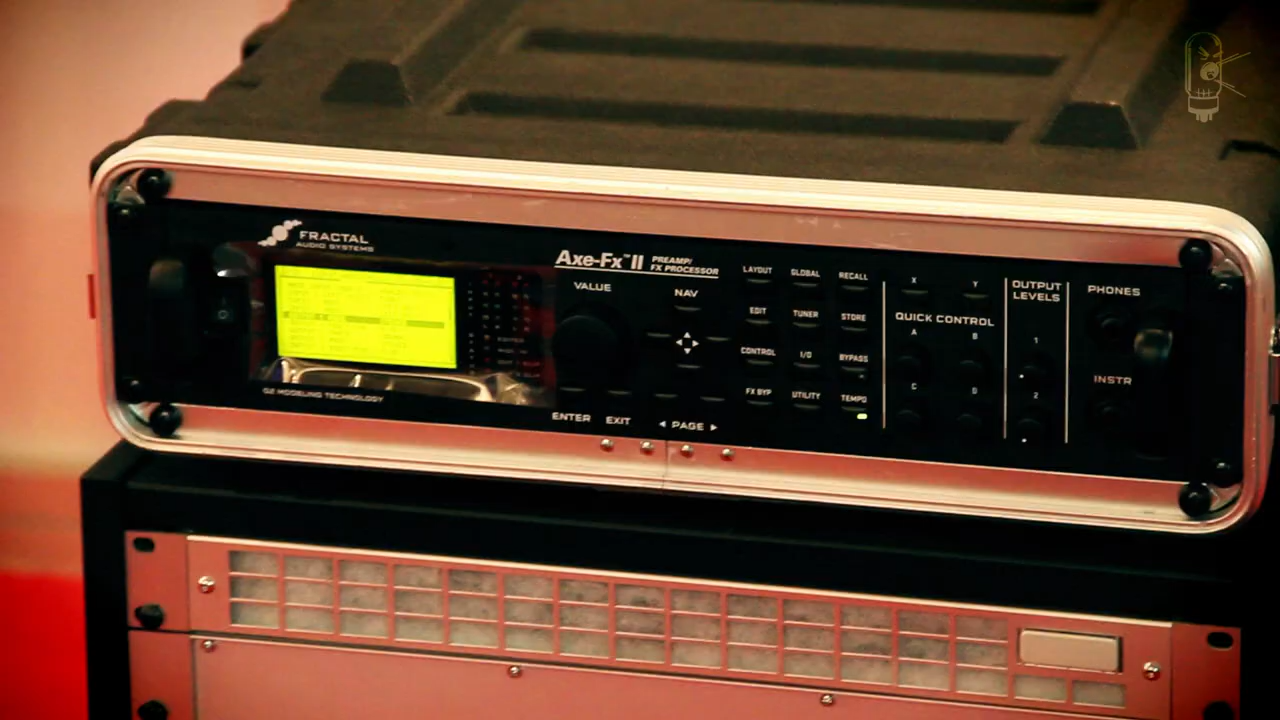 FRACTAL
AUDIO SYSTEMS
G2 MODELING TECHNOLOGY
Axe-Fx™ II PREAMP/
FX PROCESSOR
VALUE
NAV
ENTER EXIT
◄ PAGE ►
LAYOUT GLOBAL RECALL
EDIT TUNER STORE
CONTROL I/O BYPASS
FX BYP UTILITY TEMPO
X Y
QUICK CONTROL
A B
C D
OUTPUT
LEVELS
1
2
PHONES
INSTR